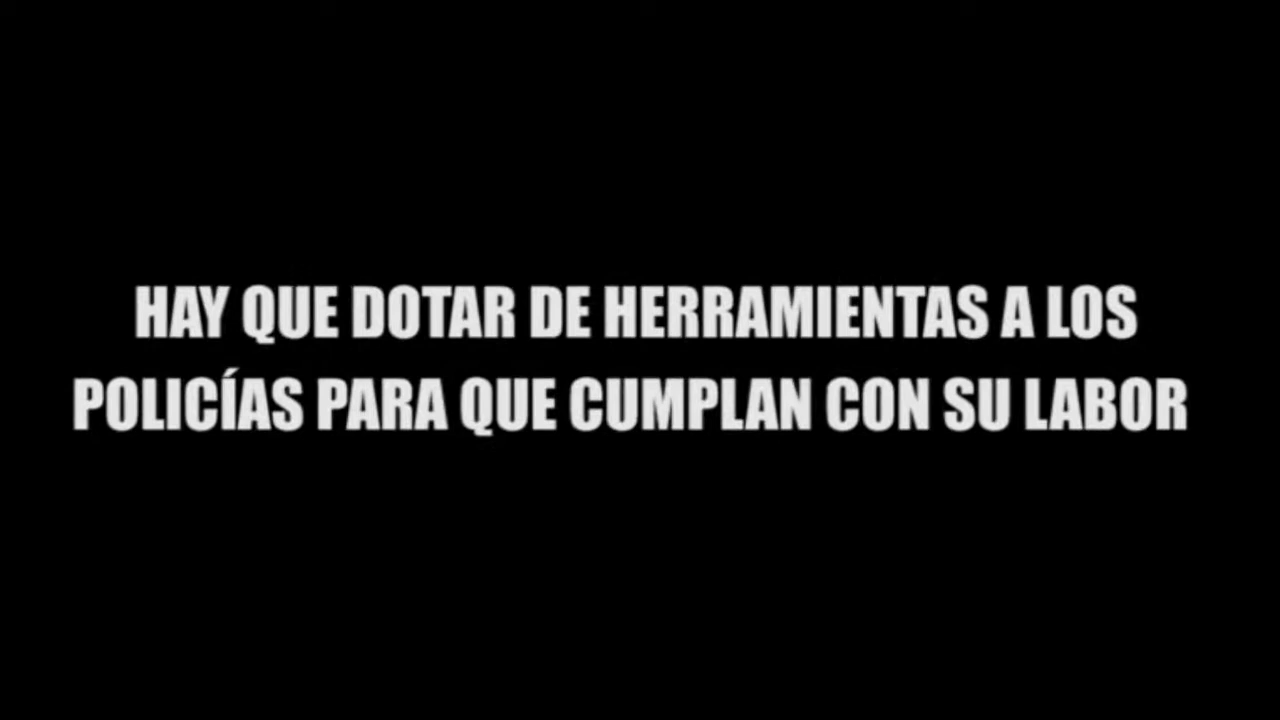 HAY QUE DOTAR DE HERRAMIENTAS A LOS
POLICÍAS PARA QUE CUMPLAN CON SU LABOR